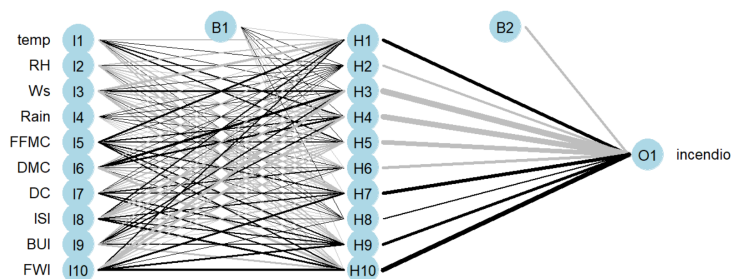 B1 B2
temp I1 H1
RH I2 H2
Ws I3 H3
Rain I4 H4
FFMC I5 H5
DMC I6 H6
O1 incendio
DC I7 H7
ISI I8 H8
BUI I9 H9
FWI I10 H10